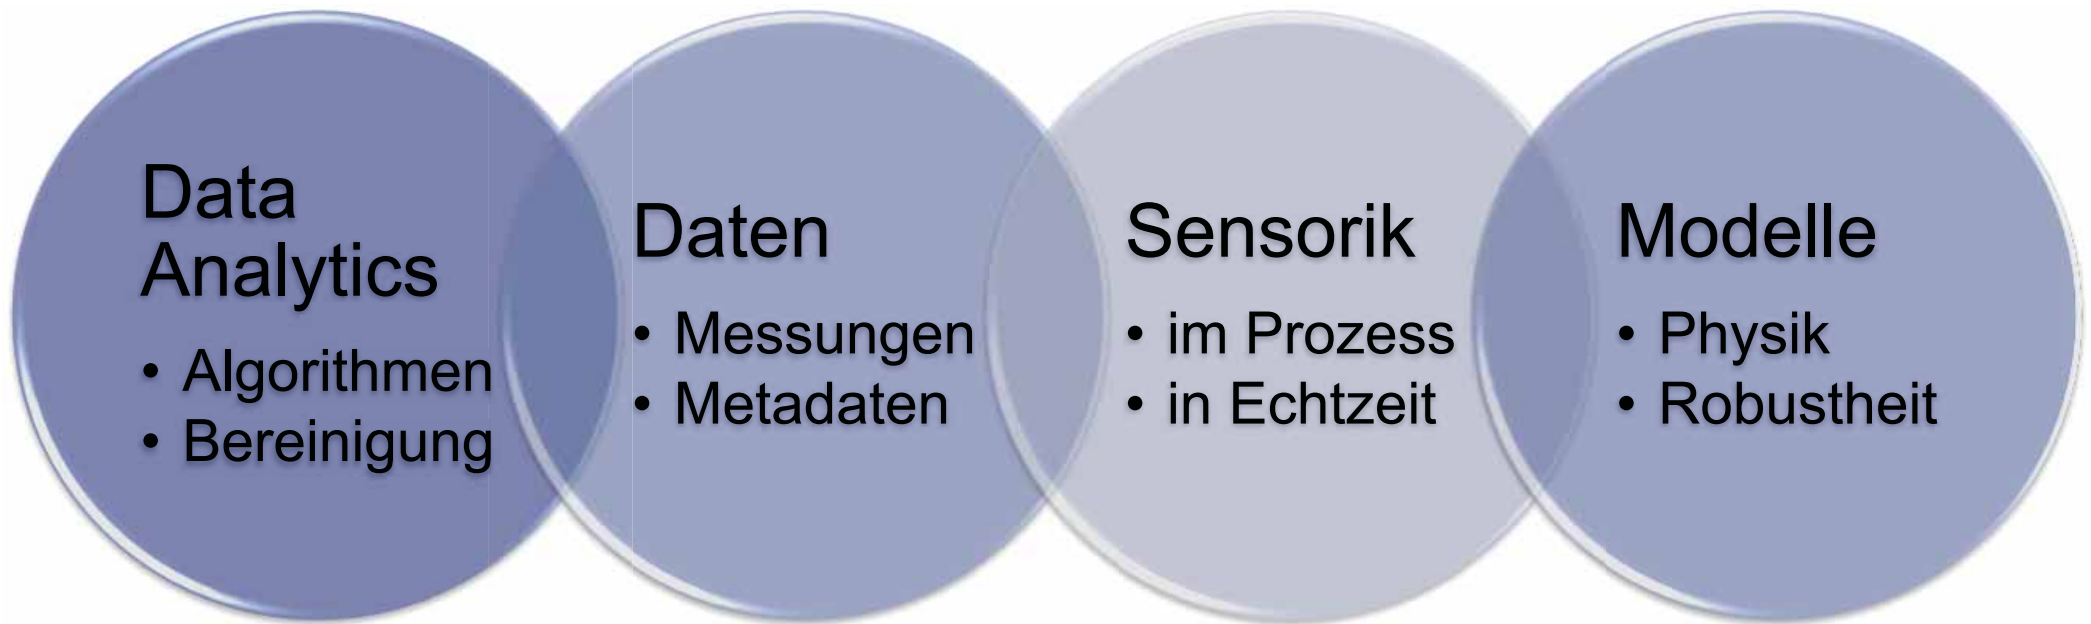 Data
Analytics
• Algorithmen
• Bereinigung
Daten
• Messungen
• Metadaten
Sensorik
• im Prozess
• in Echtzeit
Modelle
• Physik
• Robustheit